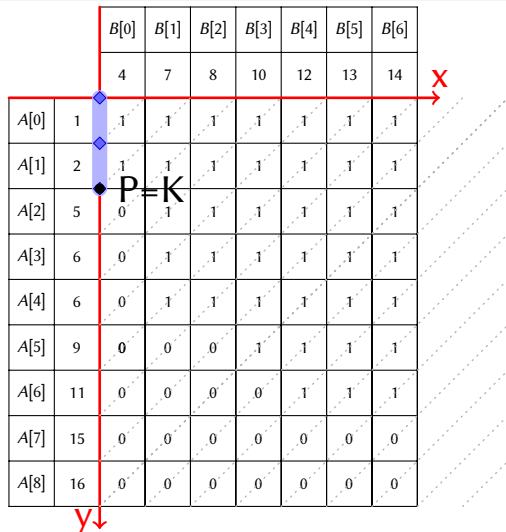 B[0] B[1] B[2] B[3] B[4] B[5] B[6]
4 7 8 10 12 13 14
x
A[0] 1 1 1 1 1 1 1 1
A[1] 2 1 1 1 1 1 1 1
P=K
A[2] 5 0 1 1 1 1 1 1
A[3] 6 0 1 1 1 1 1 1
A[4] 6 0 1 1 1 1 1 1
A[5] 9 0 0 0 1 1 1 1
A[6] 11 0 0 0 0 1 1 1
A[7] 15 0 0 0 0 0 0 0
A[8] 16 0 0 0 0 0 0 0
y